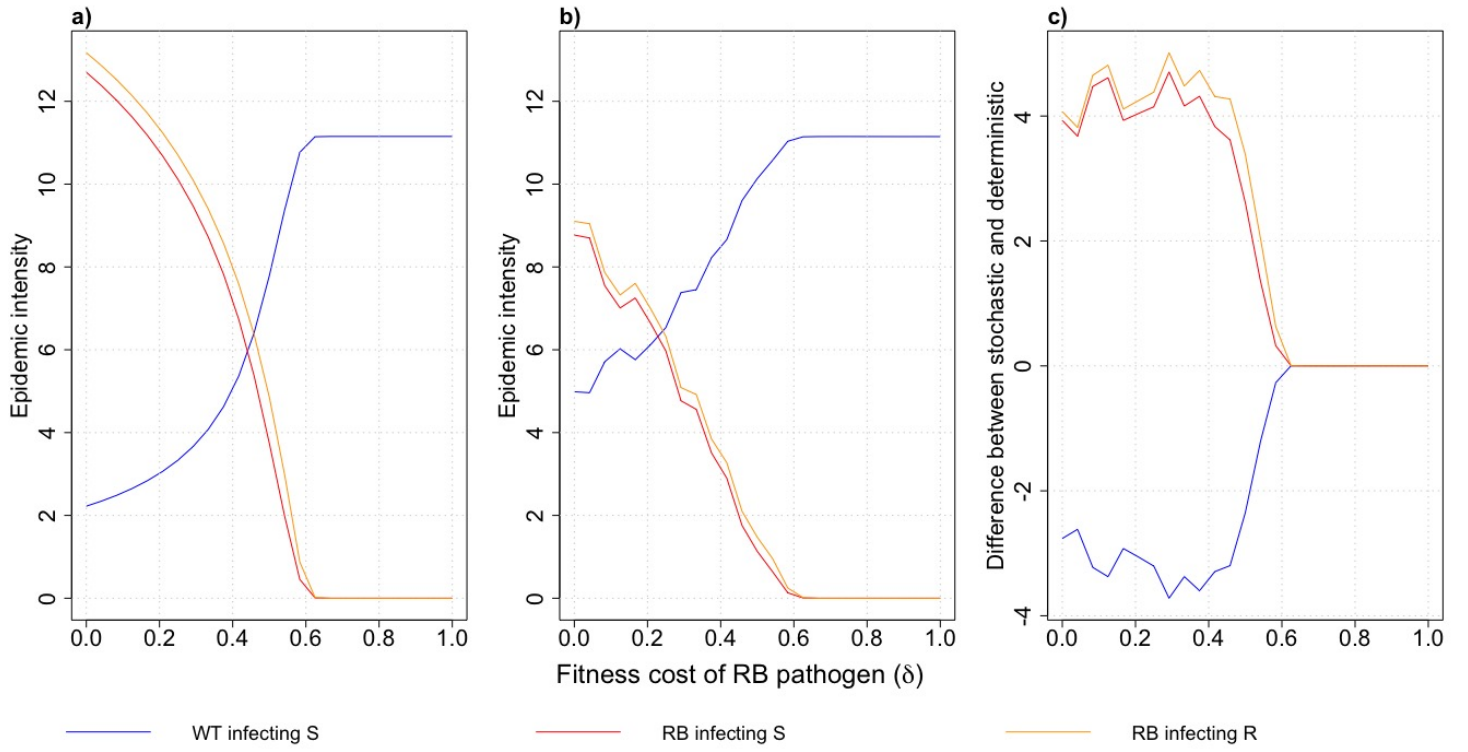 a)
Epidemic intensity
0 2 4 6 8 10 12
0.0 0.2 0.4 0.6 0.8 1.0
b)
Epidemic intensity
0 2 4 6 8 10 12
0.0 0.2 0.4 0.6 0.8 1.0
c)
Difference between stochastic and deterministic
-4 -2 0 2 4
0.0 0.2 0.4 0.6 0.8 1.0
Fitness cost of RB pathogen (δ)
WT infecting S
RB infecting S
RB infecting R